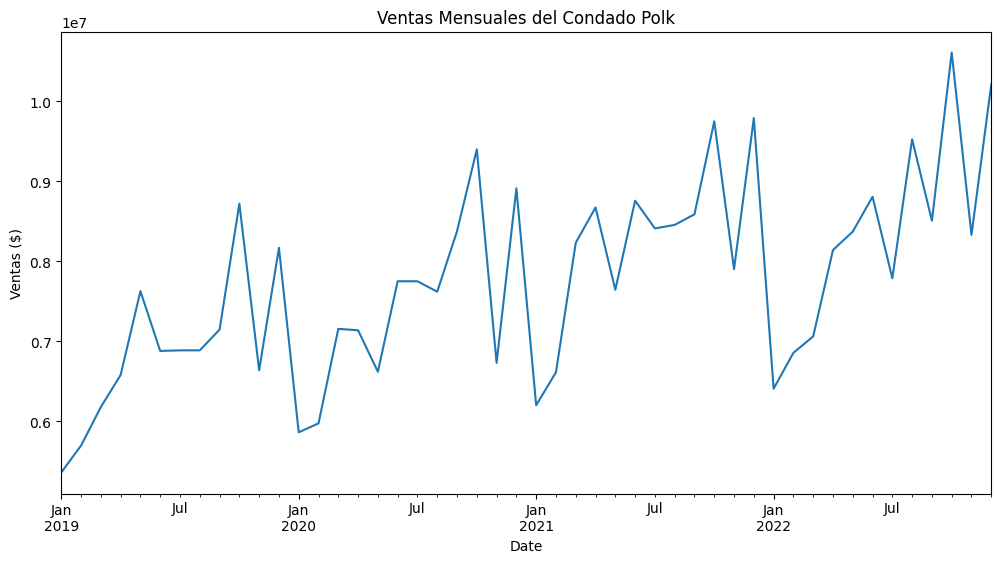 Ventas Mensuales del Condado Polk
1e7
1.0
0.9
0.8
0.7
0.6
Ventas ($)
Jan Jul Jan Jul Jan Jul Jan Jul
2019 2020 2021 2022
Date